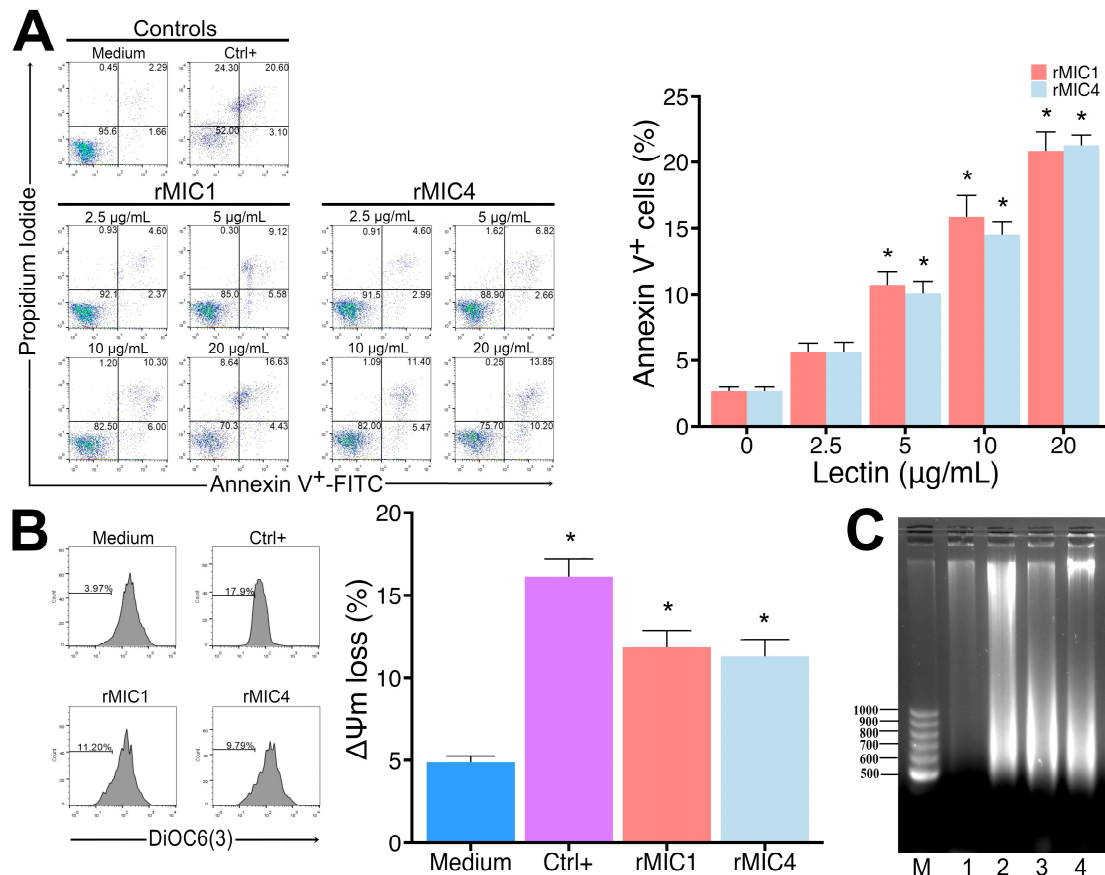 A
Controls
Medium Ctrl+
0.45 2.29 24.30 20.60
95.6 1.66 52.00 3.10
rMIC1 rMIC4
2.5 µg/mL 5 µg/mL 2.5 µg/mL 5 µg/mL
0.93 4.60 0.30 9.12 0.91 4.60 1.62 6.82
92.1 2.37 85.0 5.58 91.5 2.99 88.90 2.66
10 µg/mL 20 µg/mL 10 µg/mL 20 µg/mL
1.20 10.30 8.64 16.63 1.09 11.40 0.25 13.85
82.50 6.00 70.3 4.43 82.00 5.47 75.70 10.20
Propidium Iodide
Annexin V+-FITC
rMIC1
rMIC4
Annexin V+ cells (%)
25
20
15
10
5
0
* * * * * *
0 2.5 5 10 20
Lectin (µg/mL)
B
Medium Ctrl+
3.97% 17.9%
rMIC1 rMIC4
11.20% 9.79%
Count
DiOC6(3)
ΔΨm loss (%)
20
15
10
5
0
* * *
Medium Ctrl+ rMIC1 rMIC4
C
1000
900
800
700
600
500
M 1 2 3 4